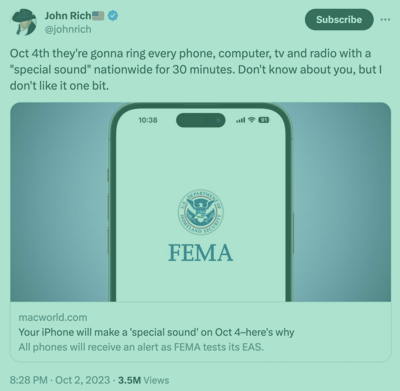 John Rich🇺🇸
@johnrich
Subscribe
Oct 4th they're gonna ring every phone, computer, tv and radio with a
"special sound" nationwide for 30 minutes. Don't know about you, but I
don't like it one bit.
10:38
91
U.S. DEPARTMENT OF
HOMELAND SECURITY
FEMA
macworld.com
Your iPhone will make a 'special sound' on Oct 4–here's why
All phones will receive an alert as FEMA tests its EAS.
8:28 PM · Oct 2, 2023 · 3.5M Views